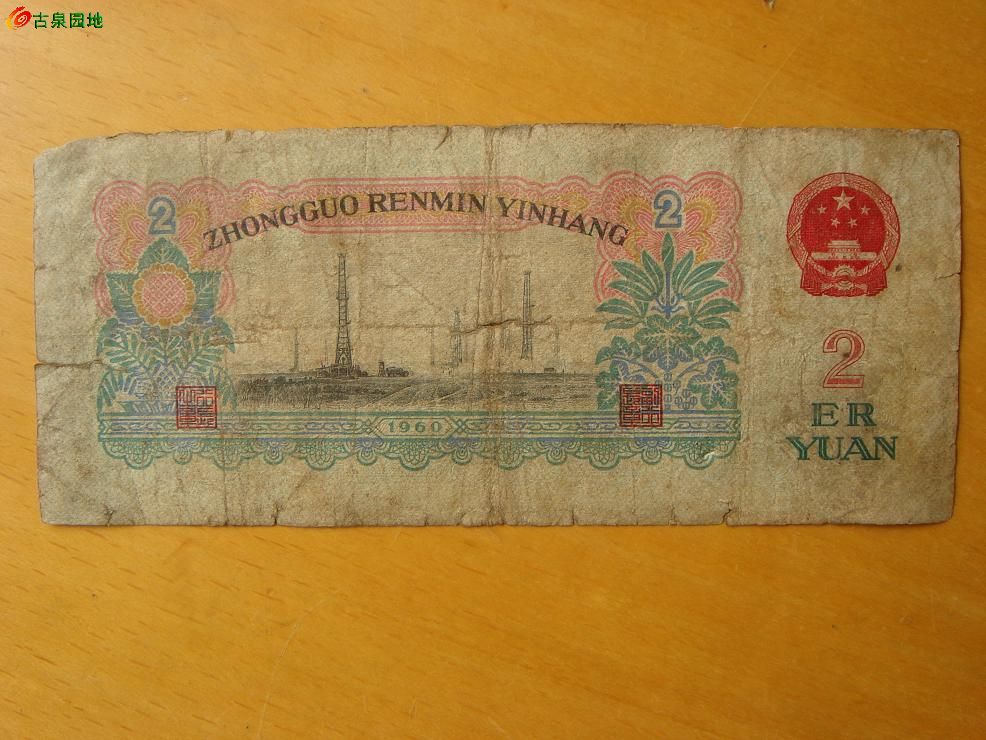 古泉园地
2 2
ZHONGGUO RENMIN YINHANG
2
ER
YUAN
1960